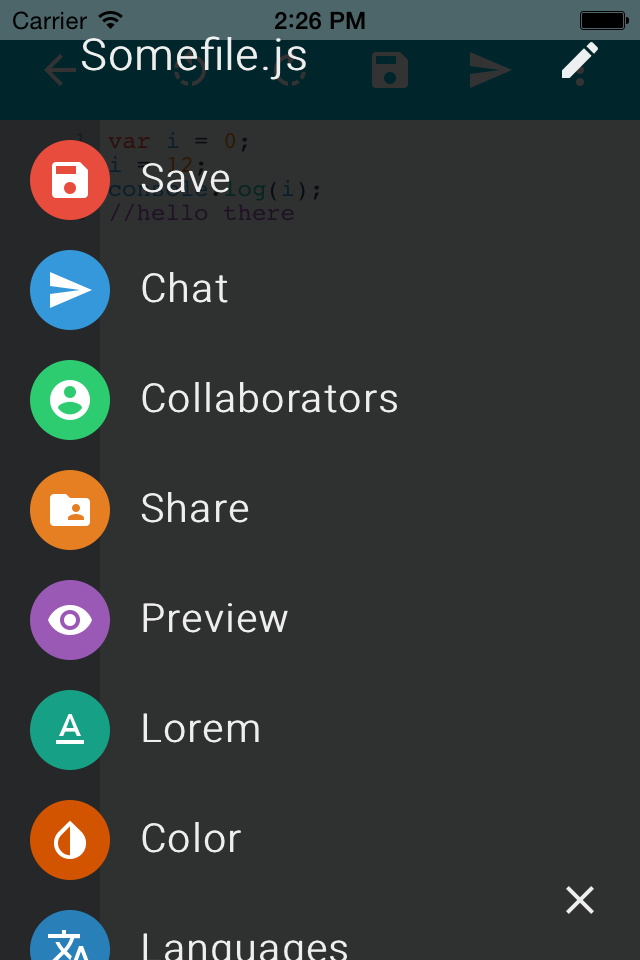 Carrier 2:26 PM
Somefile.js
1 var i = 0;
i = 12;
console.log(i);
//hello there
Save
Chat
Collaborators
Share
Preview
Lorem
Color
Languages